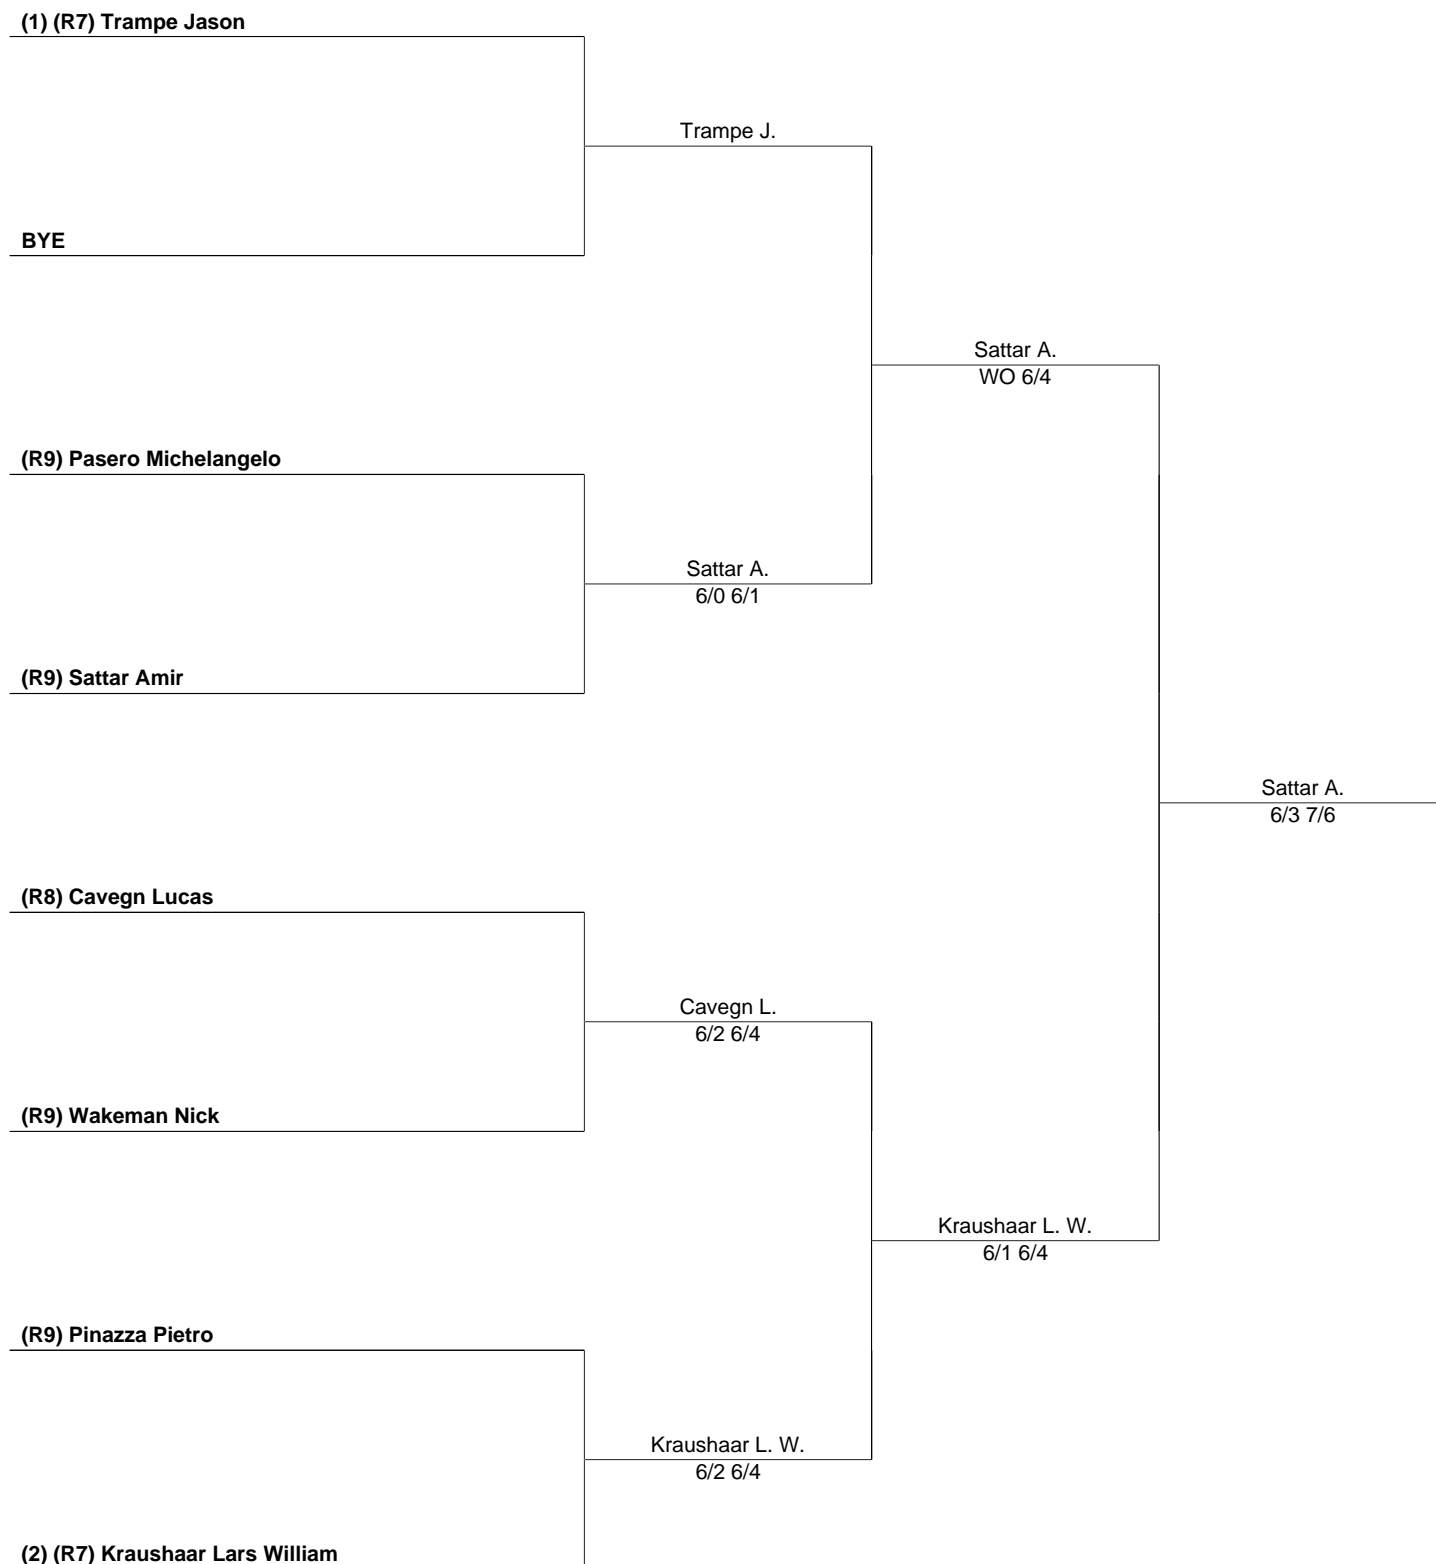 (1) (R7) Trampe Jason
Trampe J.
BYE
Sattar A.
WO 6/4
(R9) Pasero Michelangelo
Sattar A.
6/0 6/1
(R9) Sattar Amir
Sattar A.
6/3 7/6
(R8) Cavegn Lucas
Cavegn L.
6/2 6/4
(R9) Wakeman Nick
Kraushaar L. W.
6/1 6/4
(R9) Pinazza Pietro
Kraushaar L. W.
6/2 6/4
(2) (R7) Kraushaar Lars William